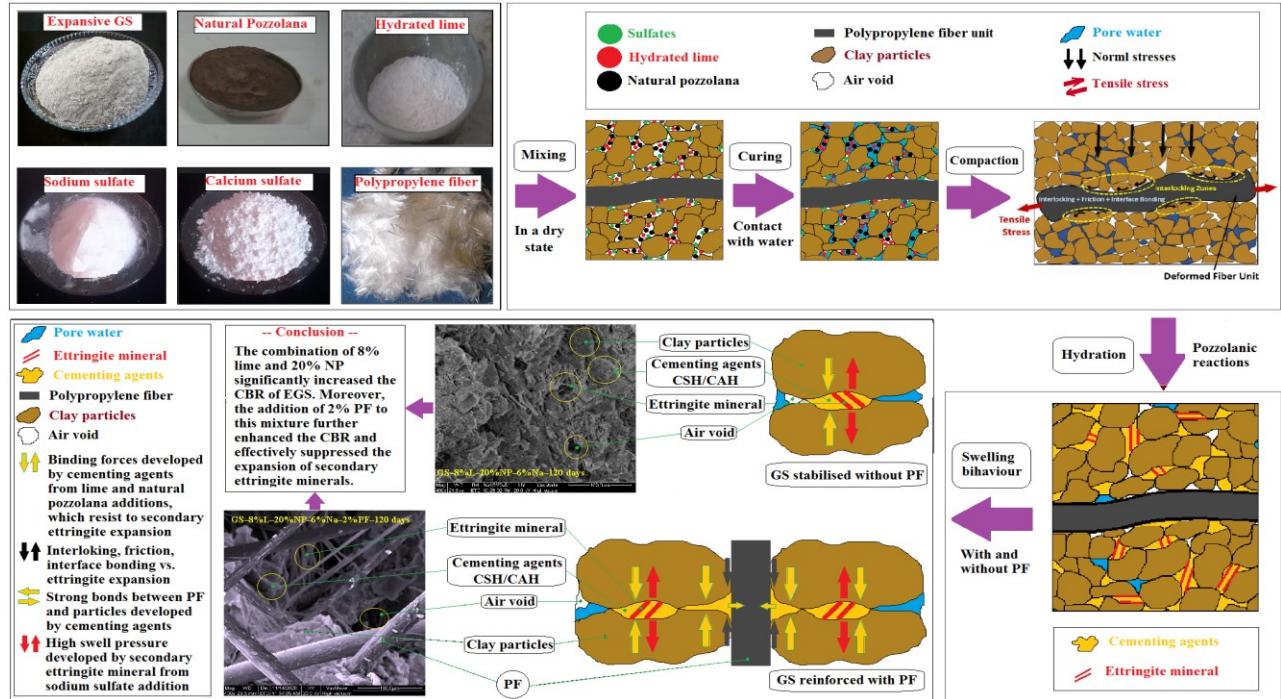 Expansive GS
Natural Pozzolana
Hydrated lime
Sodium sulfate
Calcium sulfate
Polypropylene fiber
Sulfates
Hydrated lime
Natural pozzolana
Polypropylene fiber unit
Clay particles
Air void
Pore water
Norml stresses
Tensile stress
Mixing
In a dry
state
Curing
Contact
with water
Compaction
Interlocking Zones
Interlocking + Friction + Interface Bonding
Tensile
Stress
Deformed Fiber Unit
Hydration
Pozzolanic
reactions
Cementing agents
Ettringite mineral
Swelling
bihaviour
With and
without PF
Pore water
Ettringite mineral
Cementing agents
Polypropylene fiber
Clay particles
Air void
Binding forces developed
by cementing agents
from lime and natural
pozzolana additions,
which resist to secondary
ettringite expansion
Interloking, friction,
interface bonding vs.
ettringite expansion
Strong bonds between PF
and particles developed
by cementing agents
High swell pressure
developed by secondary
ettringite mineral from
sodium sulfate addition
-- Conclusion --
The combination of 8%
lime and 20% NP
significantly increased the
CBR of EGS. Moreover,
the addition of 2% PF to
this mixture further
enhanced the CBR and
effectively suppressed the
expansion of secondary
ettringite minerals.
GS–8%L–20%NP–6%Na–120 days
Clay particles
Cementing agents
CSH/CAH
Ettringite mineral
Air void
GS stabilised without PF
GS–8%L–20%NP–6%Na–2%PF–120 days
Ettringite mineral
Cementing agents
CSH/CAH
Air void
Clay particles
PF
GS reinforced with PF